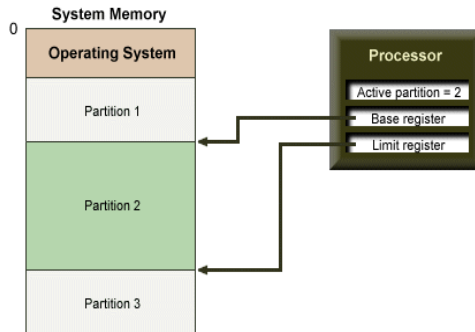 System Memory
0
Operating System
Partition 1
Partition 2
Partition 3
Processor
Active partition = 2
Base register
Limit register